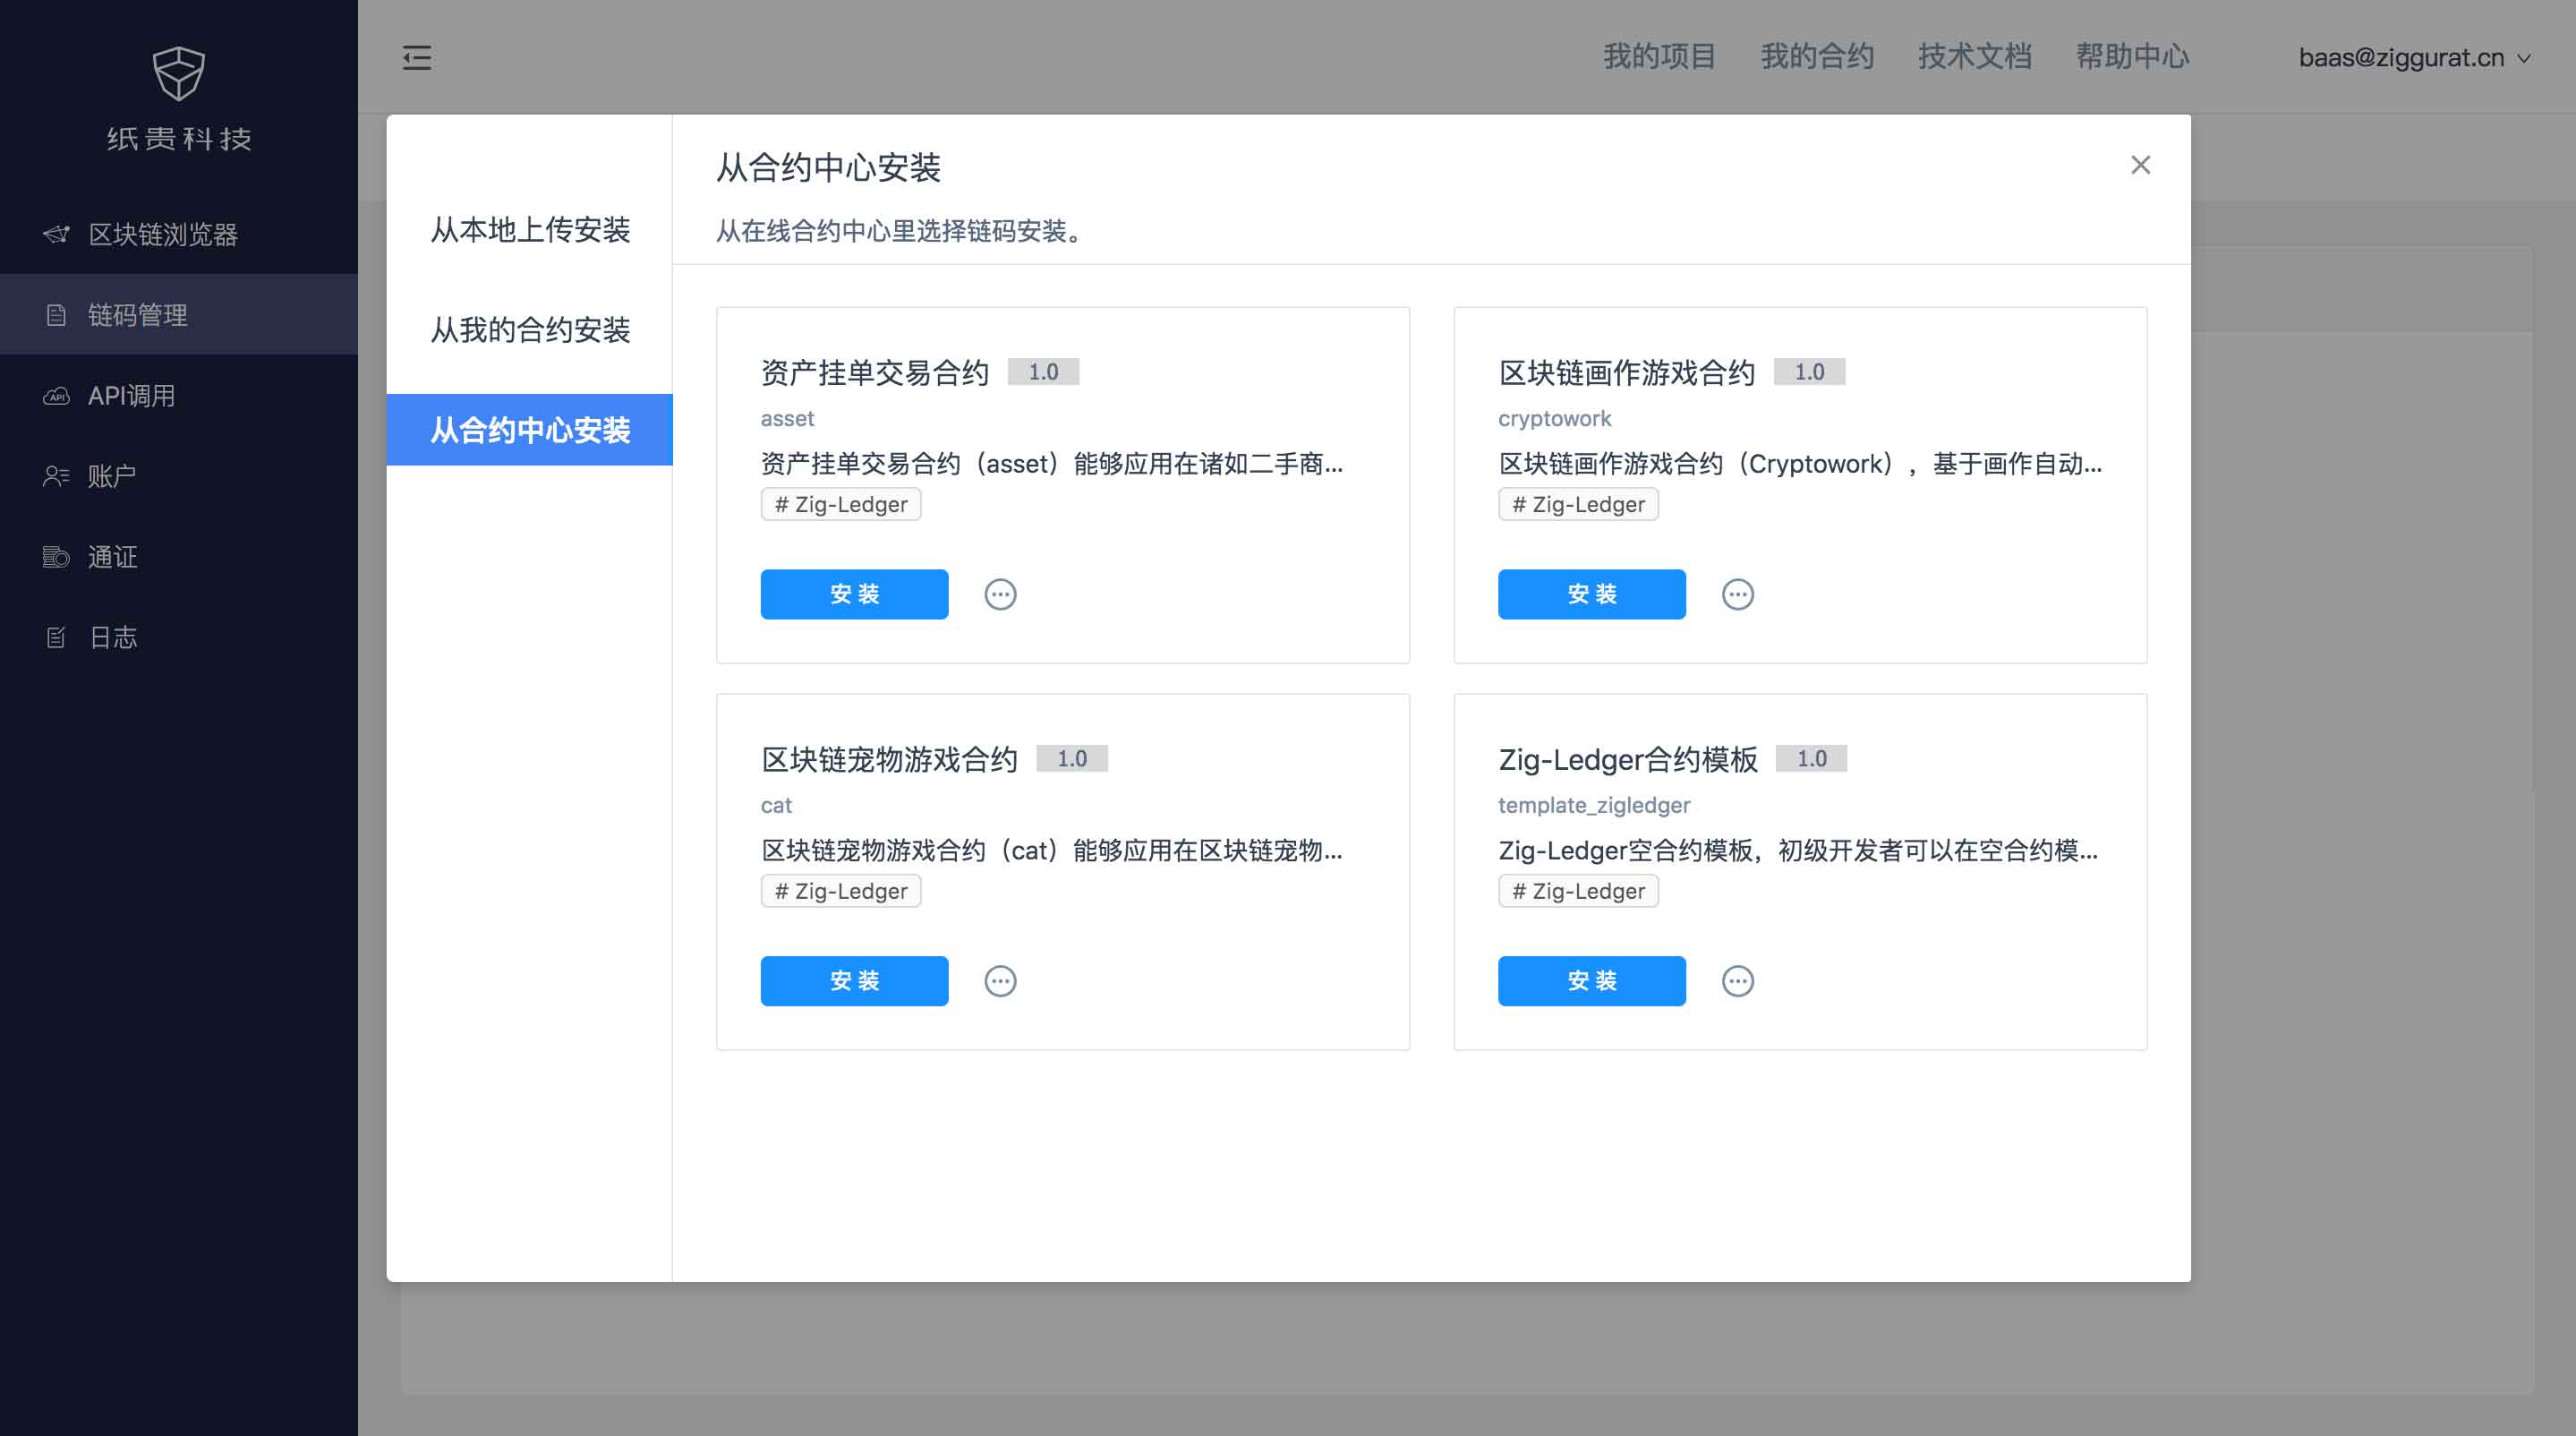 纸贵科技
区块链浏览器
链码管理
API调用
账户
通证
日志
我的项目 我的合约 技术文档 帮助中心 baas@ziggurat.cn
从本地上传安装
从我的合约安装
从合约中心安装
从合约中心安装
从在线合约中心里选择链码安装。
资产挂单交易合约 1.0
asset
资产挂单交易合约（asset）能够应用在诸如二手商...
# Zig-Ledger
安 装
区块链画作游戏合约 1.0
cryptowork
区块链画作游戏合约（Cryptowork），基于画作自动...
# Zig-Ledger
安 装
区块链宠物游戏合约 1.0
cat
区块链宠物游戏合约（cat）能够应用在区块链宠物...
# Zig-Ledger
安 装
Zig-Ledger合约模板 1.0
template_zigledger
Zig-Ledger空合约模板，初级开发者可以在空合约模...
# Zig-Ledger
安 装